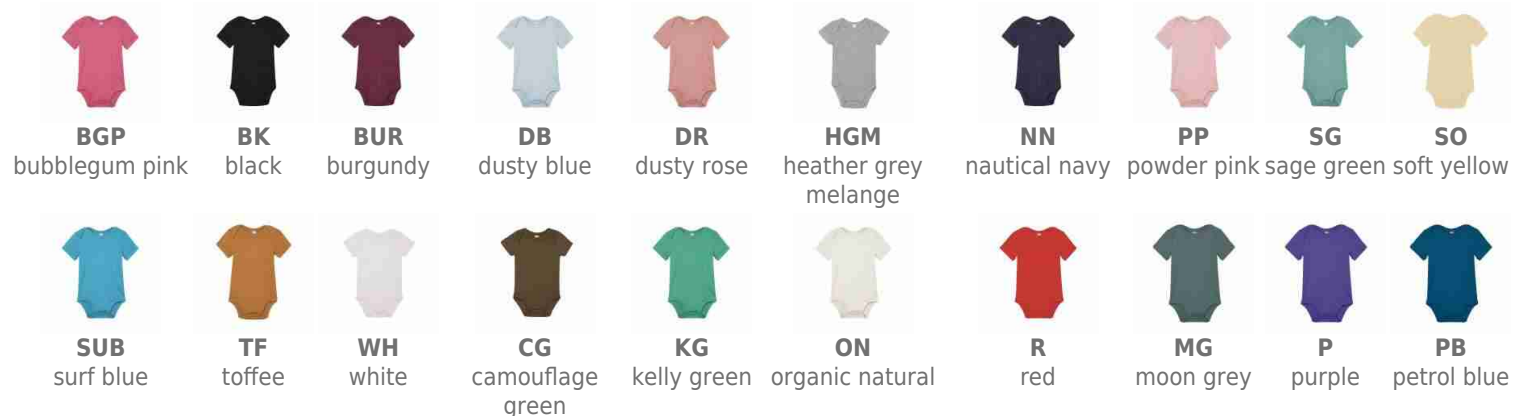 BGP
bubblegum pink
BK
black
BUR
burgundy
DB
dusty blue
DR
dusty rose
HGM
heather grey
melange
NN
nautical navy
PP
powder pink
SG
sage green
SO
soft yellow
SUB
surf blue
TF
toffee
WH
white
CG
camouflage
green
KG
kelly green
ON
organic natural
R
red
MG
moon grey
P
purple
PB
petrol blue